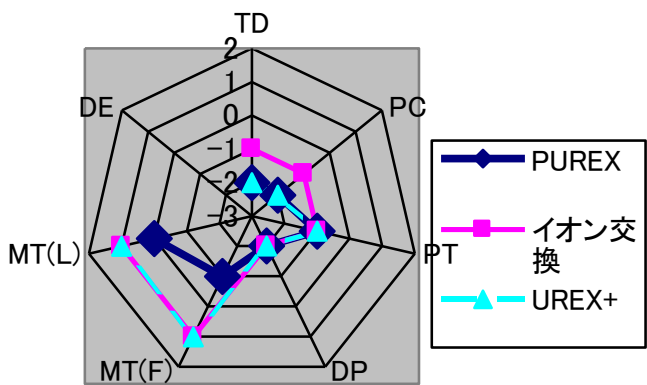 TD
2
1
0
-1
-2
-3
PC
DE
PT
MT(L)
DP
MT(F)
PUREX
イオン交
換
UREX+